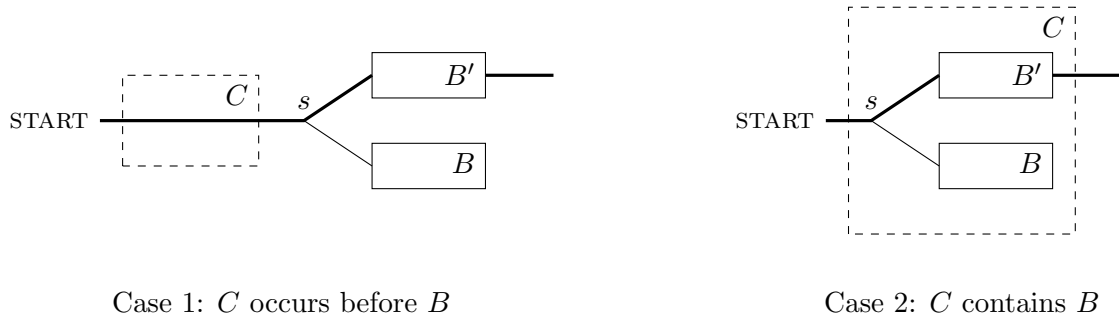 C
s
B′
START
B
Case 1: C occurs before B
C
s
B′
START
B
Case 2: C contains B